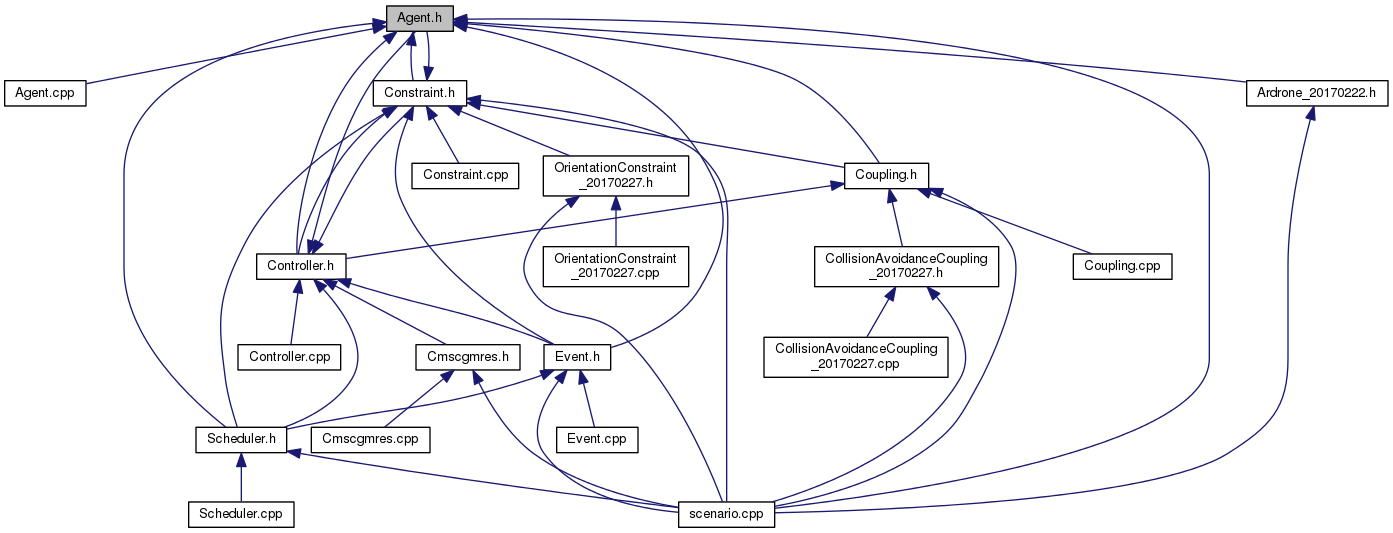 Agent.h
Agent.cpp
Constraint.h
Ardrone_20170222.h
Constraint.cpp
OrientationConstraint
_20170227.h
Coupling.h
Controller.h
OrientationConstraint
_20170227.cpp
CollisionAvoidanceCoupling
_20170227.h
Coupling.cpp
Controller.cpp
Cmscgmres.h
Event.h
CollisionAvoidanceCoupling
_20170227.cpp
Scheduler.h
Cmscgmres.cpp
Event.cpp
Scheduler.cpp
scenario.cpp